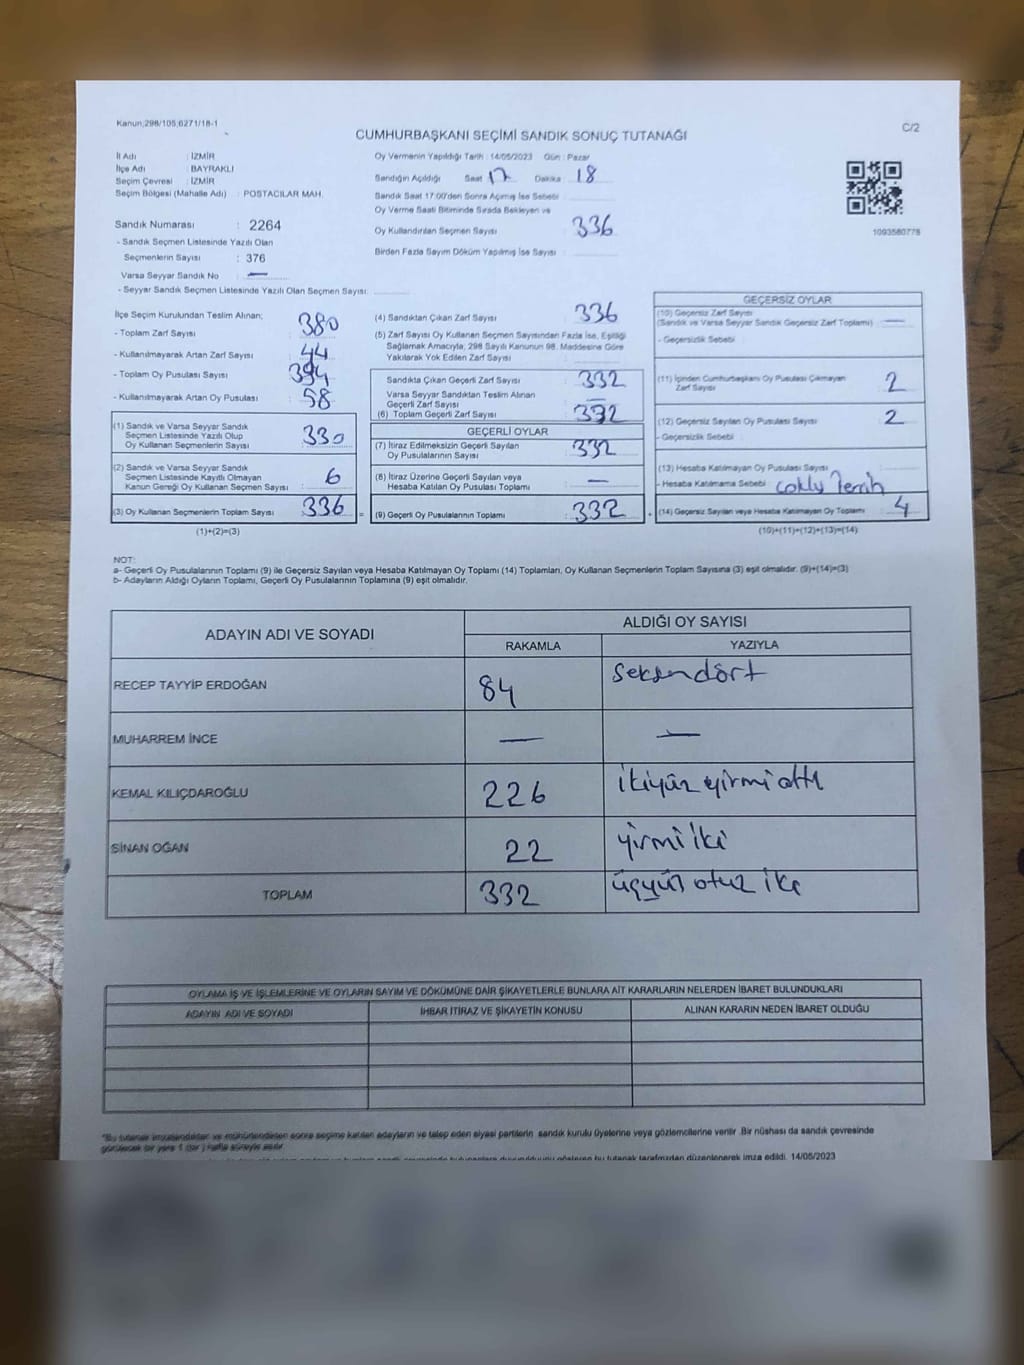 Kanun;298/105,6271/18-1
C/2
CUMHURBAŞKANI SEÇİMİ SANDIK SONUÇ TUTANAĞI
İl Adı : İZMİR
İlçe Adı : BAYRAKLI
Seçim Çevresi : İZMİR
Seçim Bölgesi (Mahalle Adı) : POSTACILAR MAH.
Sandık Numarası : 2264
- Sandık Seçmen Listesinde Yazılı Olan
Seçmenlerin Sayısı : 376
Varsa Seyyar Sandık No : —
- Seyyar Sandık Seçmen Listesinde Yazılı Olan Seçmen Sayısı:
Oy Vermenin Yapıldığı Tarih : 14/05/2023 Gün : Pazar
Sandığın Açıldığı Saat 17 Dakika 18
Sandık Saat 17:00'den Sonra Açılmış İse Sebebi :
Oy Verme Saati Bitiminde Sırada Bekleyen ve
Oy Kullandırılan Seçmen Sayısı : 336
Birden Fazla Sayım Döküm Yapılmış İse Sayısı :
1093580778
İlçe Seçim Kurulundan Teslim Alınan;
- Toplam Zarf Sayısı : 380
- Kullanılmayarak Artan Zarf Sayısı : 44
- Toplam Oy Pusulası Sayısı : 394
- Kullanılmayarak Artan Oy Pusulası : 58
(1) Sandık ve Varsa Seyyar Sandık
Seçmen Listesinde Yazılı Olup
Oy Kullanan Seçmenlerin Sayısı : 330
(2) Sandık ve Varsa Seyyar Sandık
Seçmen Listesinde Kayıtlı Olmayan
Kanun Gereği Oy Kullanan Seçmen Sayısı : 6
(3) Oy Kullanan Seçmenlerin Toplam Sayısı : 336
(1)+(2)=(3)
(4) Sandıktan Çıkan Zarf Sayısı : 336
(5) Zarf Sayısı Oy Kullanan Seçmen Sayısından Fazla İse, Eşitliği
Sağlamak Amacıyla, 298 Sayılı Kanunun 98. Maddesine Göre
Yakılarak Yok Edilen Zarf Sayısı :
Sandıkta Çıkan Geçerli Zarf Sayısı : 332
Varsa Seyyar Sandıktan Teslim Alınan
Geçerli Zarf Sayısı : —
(6) Toplam Geçerli Zarf Sayısı : 332
GEÇERLİ OYLAR
(7) İtiraz Edilmeksizin Geçerli Sayılan
Oy Pusulalarının Sayısı : 332
(8) İtiraz Üzerine Geçerli Sayılan veya
Hesaba Katılan Oy Pusulası Toplamı : —
= (9) Geçerli Oy Pusulalarının Toplamı : 332 +
GEÇERSİZ OYLAR
(10) Geçersiz Zarf Sayısı
(Sandık ve Varsa Seyyar Sandık Geçersiz Zarf Toplamı) : —
- Geçersizlik Sebebi :
(11) İçinden Cumhurbaşkanı Oy Pusulası Çıkmayan
Zarf Sayısı : 2
(12) Geçersiz Sayılan Oy Pusulası Sayısı : 2
- Geçersizlik Sebebi :
(13) Hesaba Katılmayan Oy Pusulası Sayısı :
- Hesaba Katılmama Sebebi : çoklu Tercih
(14) Geçersiz Sayılan veya Hesaba Katılmayan Oy Toplamı : 4
(10)+(11)+(12)+(13)=(14)
NOT:
a- Geçerli Oy Pusulalarının Toplamı (9) ile Geçersiz Sayılan veya Hesaba Katılmayan Oy Toplamı (14) Toplamları, Oy Kullanan Seçmenlerin Toplam Sayısına (3) eşit olmalıdır. (9)+(14)=(3)
b- Adayların Aldığı Oyların Toplamı, Geçerli Oy Pusulalarının Toplamına (9) eşit olmalıdır.
ADAYIN ADI VE SOYADI
ALDIĞI OY SAYISI
RAKAMLA YAZIYLA
RECEP TAYYİP ERDOĞAN 84 seksendört
MUHARREM İNCE — —
KEMAL KILIÇDAROĞLU 226 ikiyüz yirmi altı
SİNAN OĞAN 22 yirmi iki
TOPLAM 332 üçyüz otuz iki
OYLAMA İŞ VE İŞLEMLERİNE VE OYLARIN SAYIM VE DÖKÜMÜNE DAİR ŞİKAYETLERLE BUNLARA AİT KARARLARIN NELERDEN İBARET BULUNDUKLARI
ADAYIN ADI VE SOYADI İHBAR İTİRAZ VE ŞİKAYETİN KONUSU ALINAN KARARIN NEDEN İBARET OLDUĞU
*Bu tutanak imzalandıktan ve mühürlendikten sonra seçime katılan adayların ve talep eden siyasi partilerin sandık kurulu üyelerine veya gözlemcilerine verilir .Bir nüshası da sandık çevresinde
görülecek bir yere 1 (bir) hafta süreyle asılır.
bu tutanak tarafımızdan düzenlenerek imza edildi. 14/05/2023